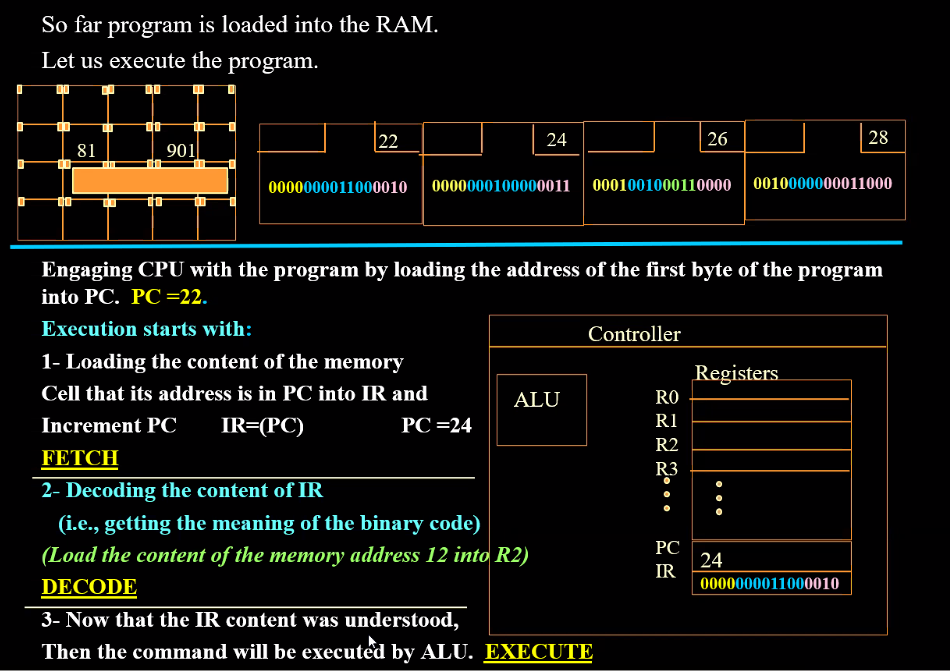 So far program is loaded into the RAM.
Let us execute the program.
81 901
22 24 26 28
0000000011000010 0000000100000011 0001001000110000 0010000000011000
Engaging CPU with the program by loading the address of the first byte of the program
into PC. PC =22.
Execution starts with:
1- Loading the content of the memory
Cell that its address is in PC into IR and
Increment PC IR=(PC) PC =24
FETCH
2- Decoding the content of IR
(i.e., getting the meaning of the binary code)
(Load the content of the memory address 12 into R2)
DECODE
3- Now that the IR content was understood,
Then the command will be executed by ALU. EXECUTE
Controller
ALU
Registers
R0
R1
R2
R3
PC 24
IR 0000000011000010